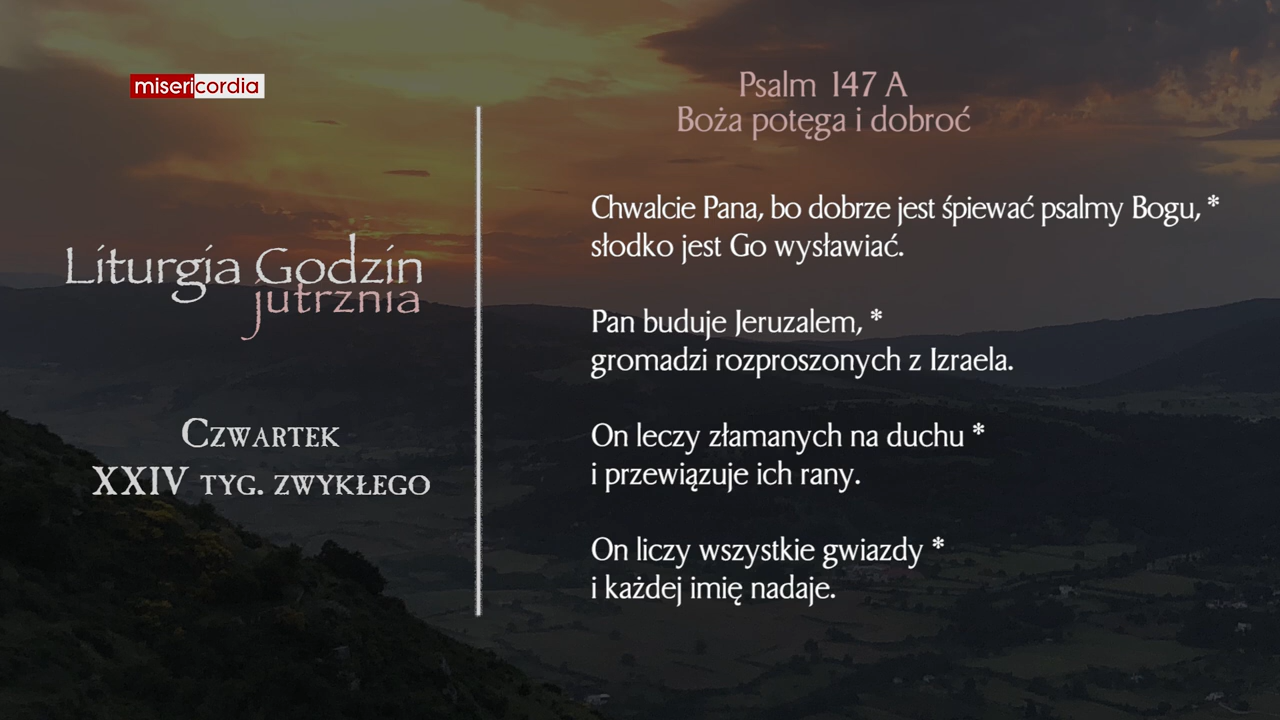 misericordia
Liturgia Godzin
jutrznia
Czwartek
XXIV tyg. zwykłego
Psalm 147 A
Boża potęga i dobroć
Chwalcie Pana, bo dobrze jest śpiewać psalmy Bogu, *
słodko jest Go wysławiać.
Pan buduje Jeruzalem, *
gromadzi rozproszonych z Izraela.
On leczy złamanych na duchu *
i przewiązuje ich rany.
On liczy wszystkie gwiazdy *
i każdej imię nadaje.